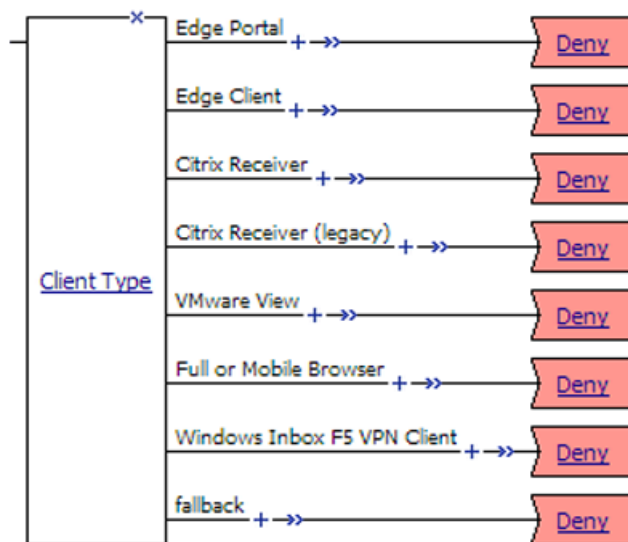 Edge Portal
Deny
Edge Client
Deny
Citrix Receiver
Deny
Citrix Receiver (legacy)
Deny
Client Type
VMware View
Deny
Full or Mobile Browser
Deny
Windows Inbox F5 VPN Client
Deny
fallback
Deny